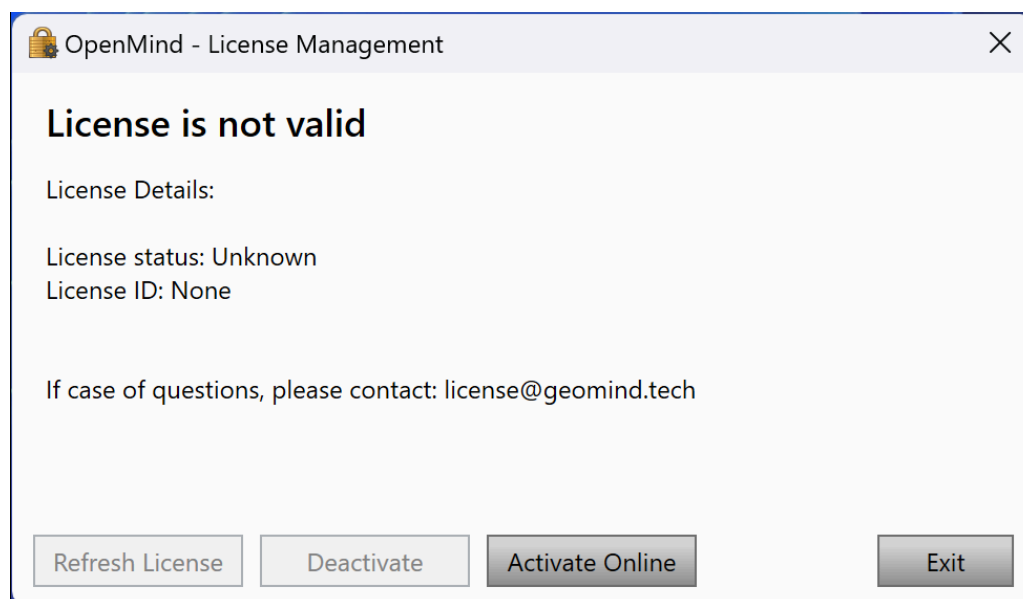 OpenMind - License Management
License is not valid
License Details:
License status: Unknown
License ID: None
If case of questions, please contact: license@geomind.tech
Refresh License Deactivate Activate Online Exit